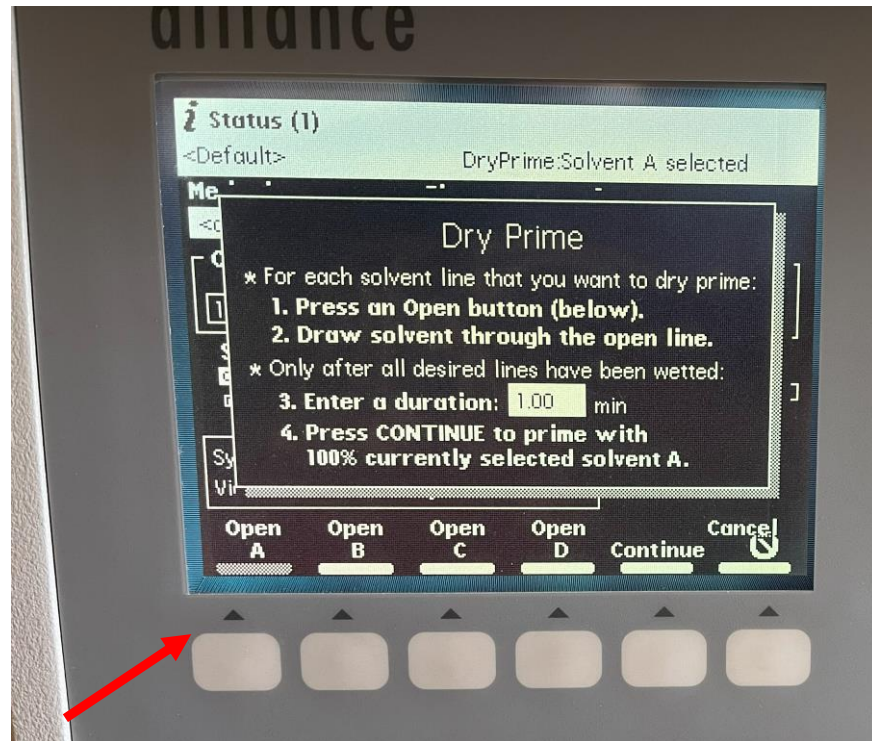 alliance
i Status (1)
<Default> DryPrime:Solvent A selected
Dry Prime
* For each solvent line that you want to dry prime:
1. Press an Open button (below).
2. Draw solvent through the open line.
* Only after all desired lines have been wetted:
3. Enter a duration: 1.00 min
4. Press CONTINUE to prime with
100% currently selected solvent A.
Open A Open B Open C Open D Continue Cancel